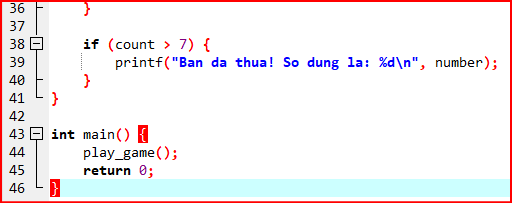 36 }
37
38 if (count > 7) {
39 printf("Ban da thua! So dung la: %d\n", number);
40 }
41 }
42
43 int main() {
44 play_game();
45 return 0;
46 }